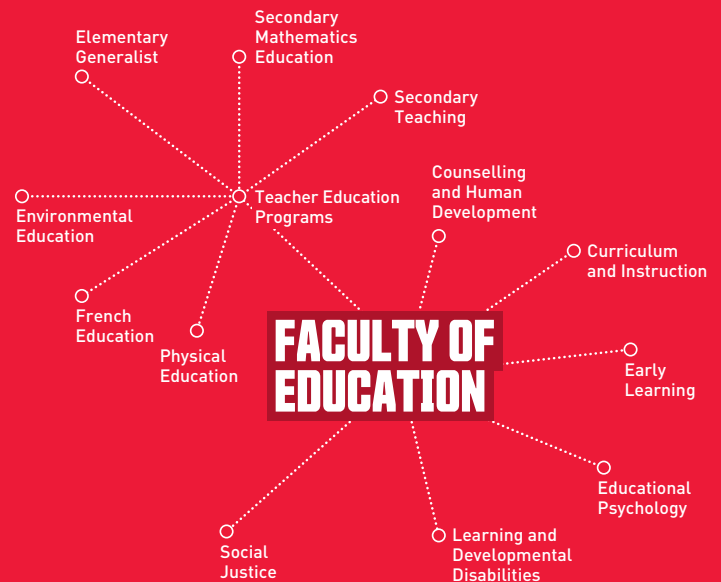 Elementary
Generalist
Secondary
Mathematics
Education
Secondary
Teaching
Teacher Education
Programs
Environmental
Education
French
Education
Physical
Education
Counselling
and Human
Development
Curriculum
and Instruction
FACULTY OF
EDUCATION
Early
Learning
Educational
Psychology
Social
Justice
Learning and
Developmental
Disabilities